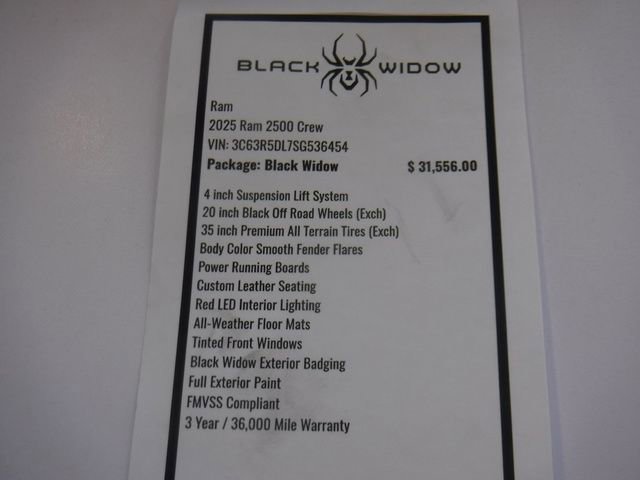 BLACK WIDOW
Ram
2025 Ram 2500 Crew
VIN: 3C63R5DL7SG536454
Package: Black Widow $ 31,556.00
4 inch Suspension Lift System
20 inch Black Off Road Wheels (Exch)
35 inch Premium All Terrain Tires (Exch)
Body Color Smooth Fender Flares
Power Running Boards
Custom Leather Seating
Red LED Interior Lighting
All-Weather Floor Mats
Tinted Front Windows
Black Widow Exterior Badging
Full Exterior Paint
FMVSS Compliant
3 Year / 36,000 Mile Warranty